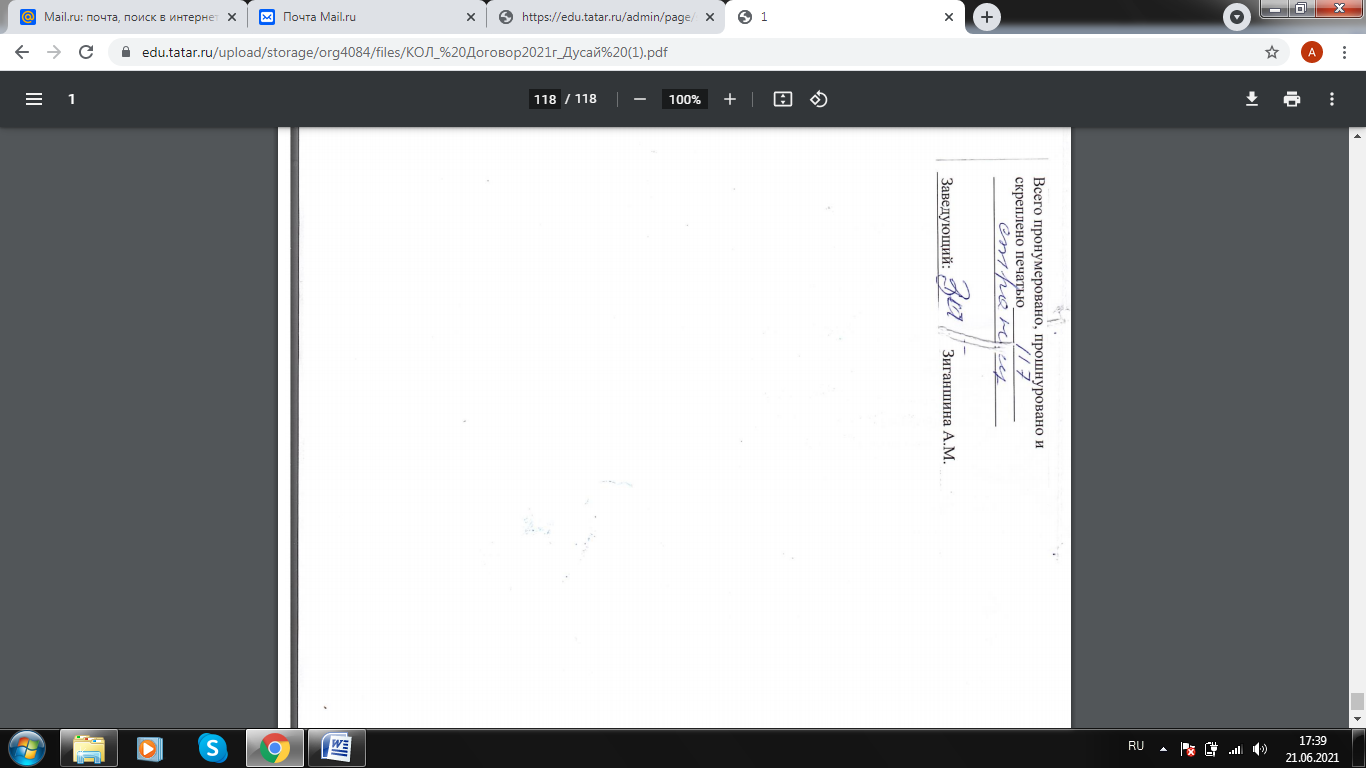 Mail.ru: почта, поиск в интернет
Почта Mail.ru
https://edu.tatar.ru/admin/page/
1
edu.tatar.ru/upload/storage/org4084/files/КОЛ_%20Договор2021г_Дусай%20(1).pdf
A
1
118 / 118
100%
Всего пронумеровано, прошнуровано и
скреплено печатью 117
страниц
Заведующий: Зиганшина А.М.
RU
17:39
21.06.2021